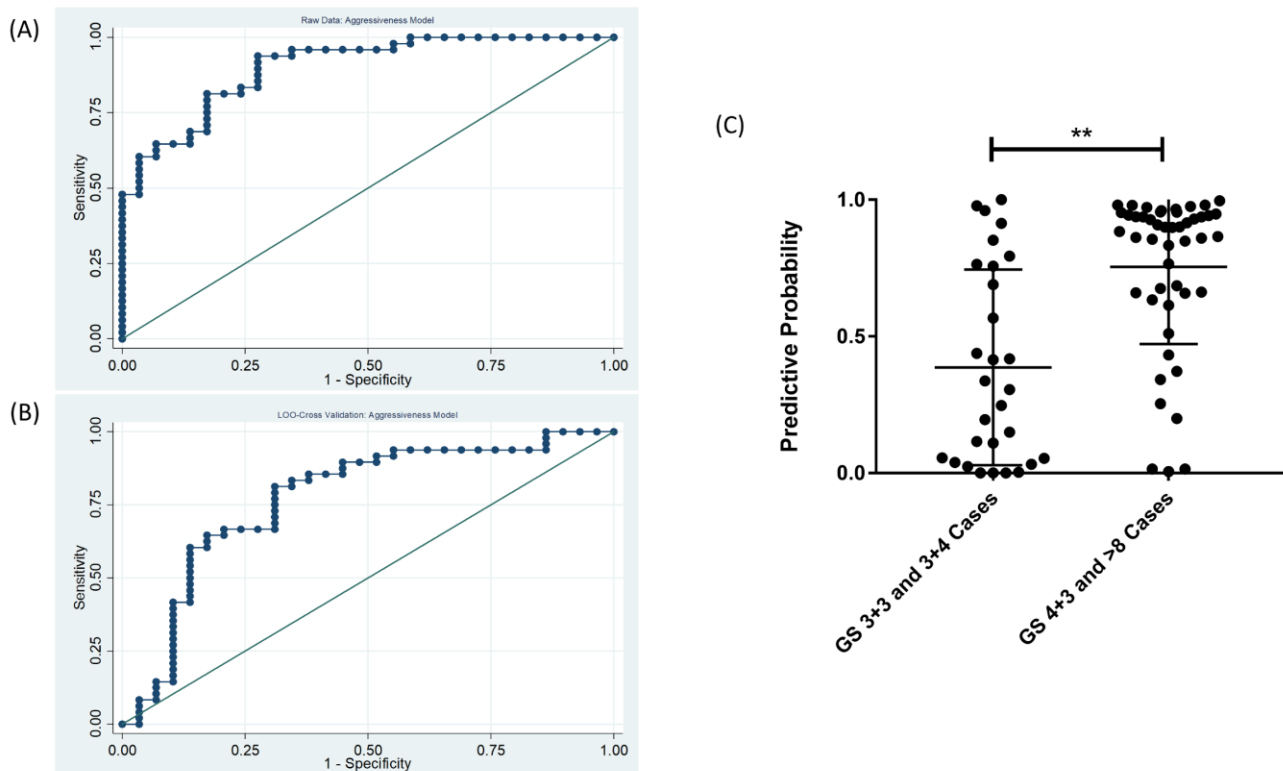 (A)
Raw Data: Aggressiveness Model
1.00
0.75
0.50
0.25
0.00
Sensitivity
0.00 0.25 0.50 0.75 1.00
1 - Specificity
(B)
LOO-Cross Validation: Aggressiveness Model
1.00
0.75
0.50
0.25
0.00
Sensitivity
0.00 0.25 0.50 0.75 1.00
1 - Specificity
(C)
**
1.0
0.5
0.0
Predictive Probability
GS 3+3 and 3+4 Cases
GS 4+3 and >8 Cases